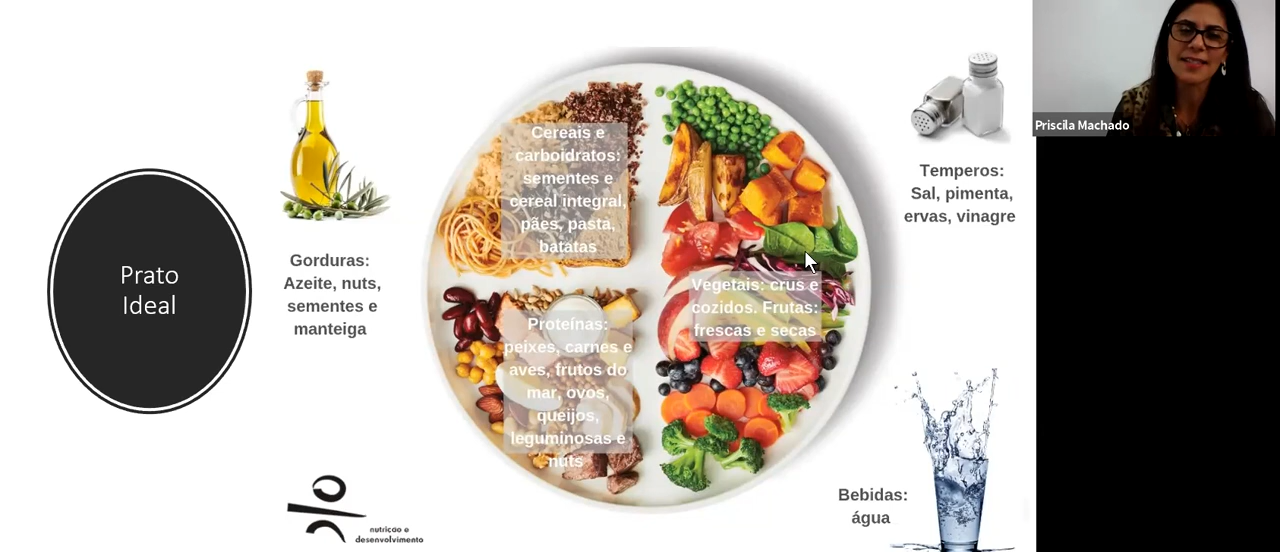 Prato
Ideal
Gorduras:
Azeite, nuts,
sementes e
manteiga
Cereais e
carboidratos:
sementes e
cereal integral,
pães, pasta,
batatas
Proteínas:
peixes, carnes e
aves, frutos do
mar, ovos,
queijos,
leguminosas e
nuts
Vegetais: crus e
cozidos. Frutas:
frescas e secas
Temperos:
Sal, pimenta,
ervas, vinagre
Bebidas:
água
nutrição e
desenvolvimento
Priscila Machado